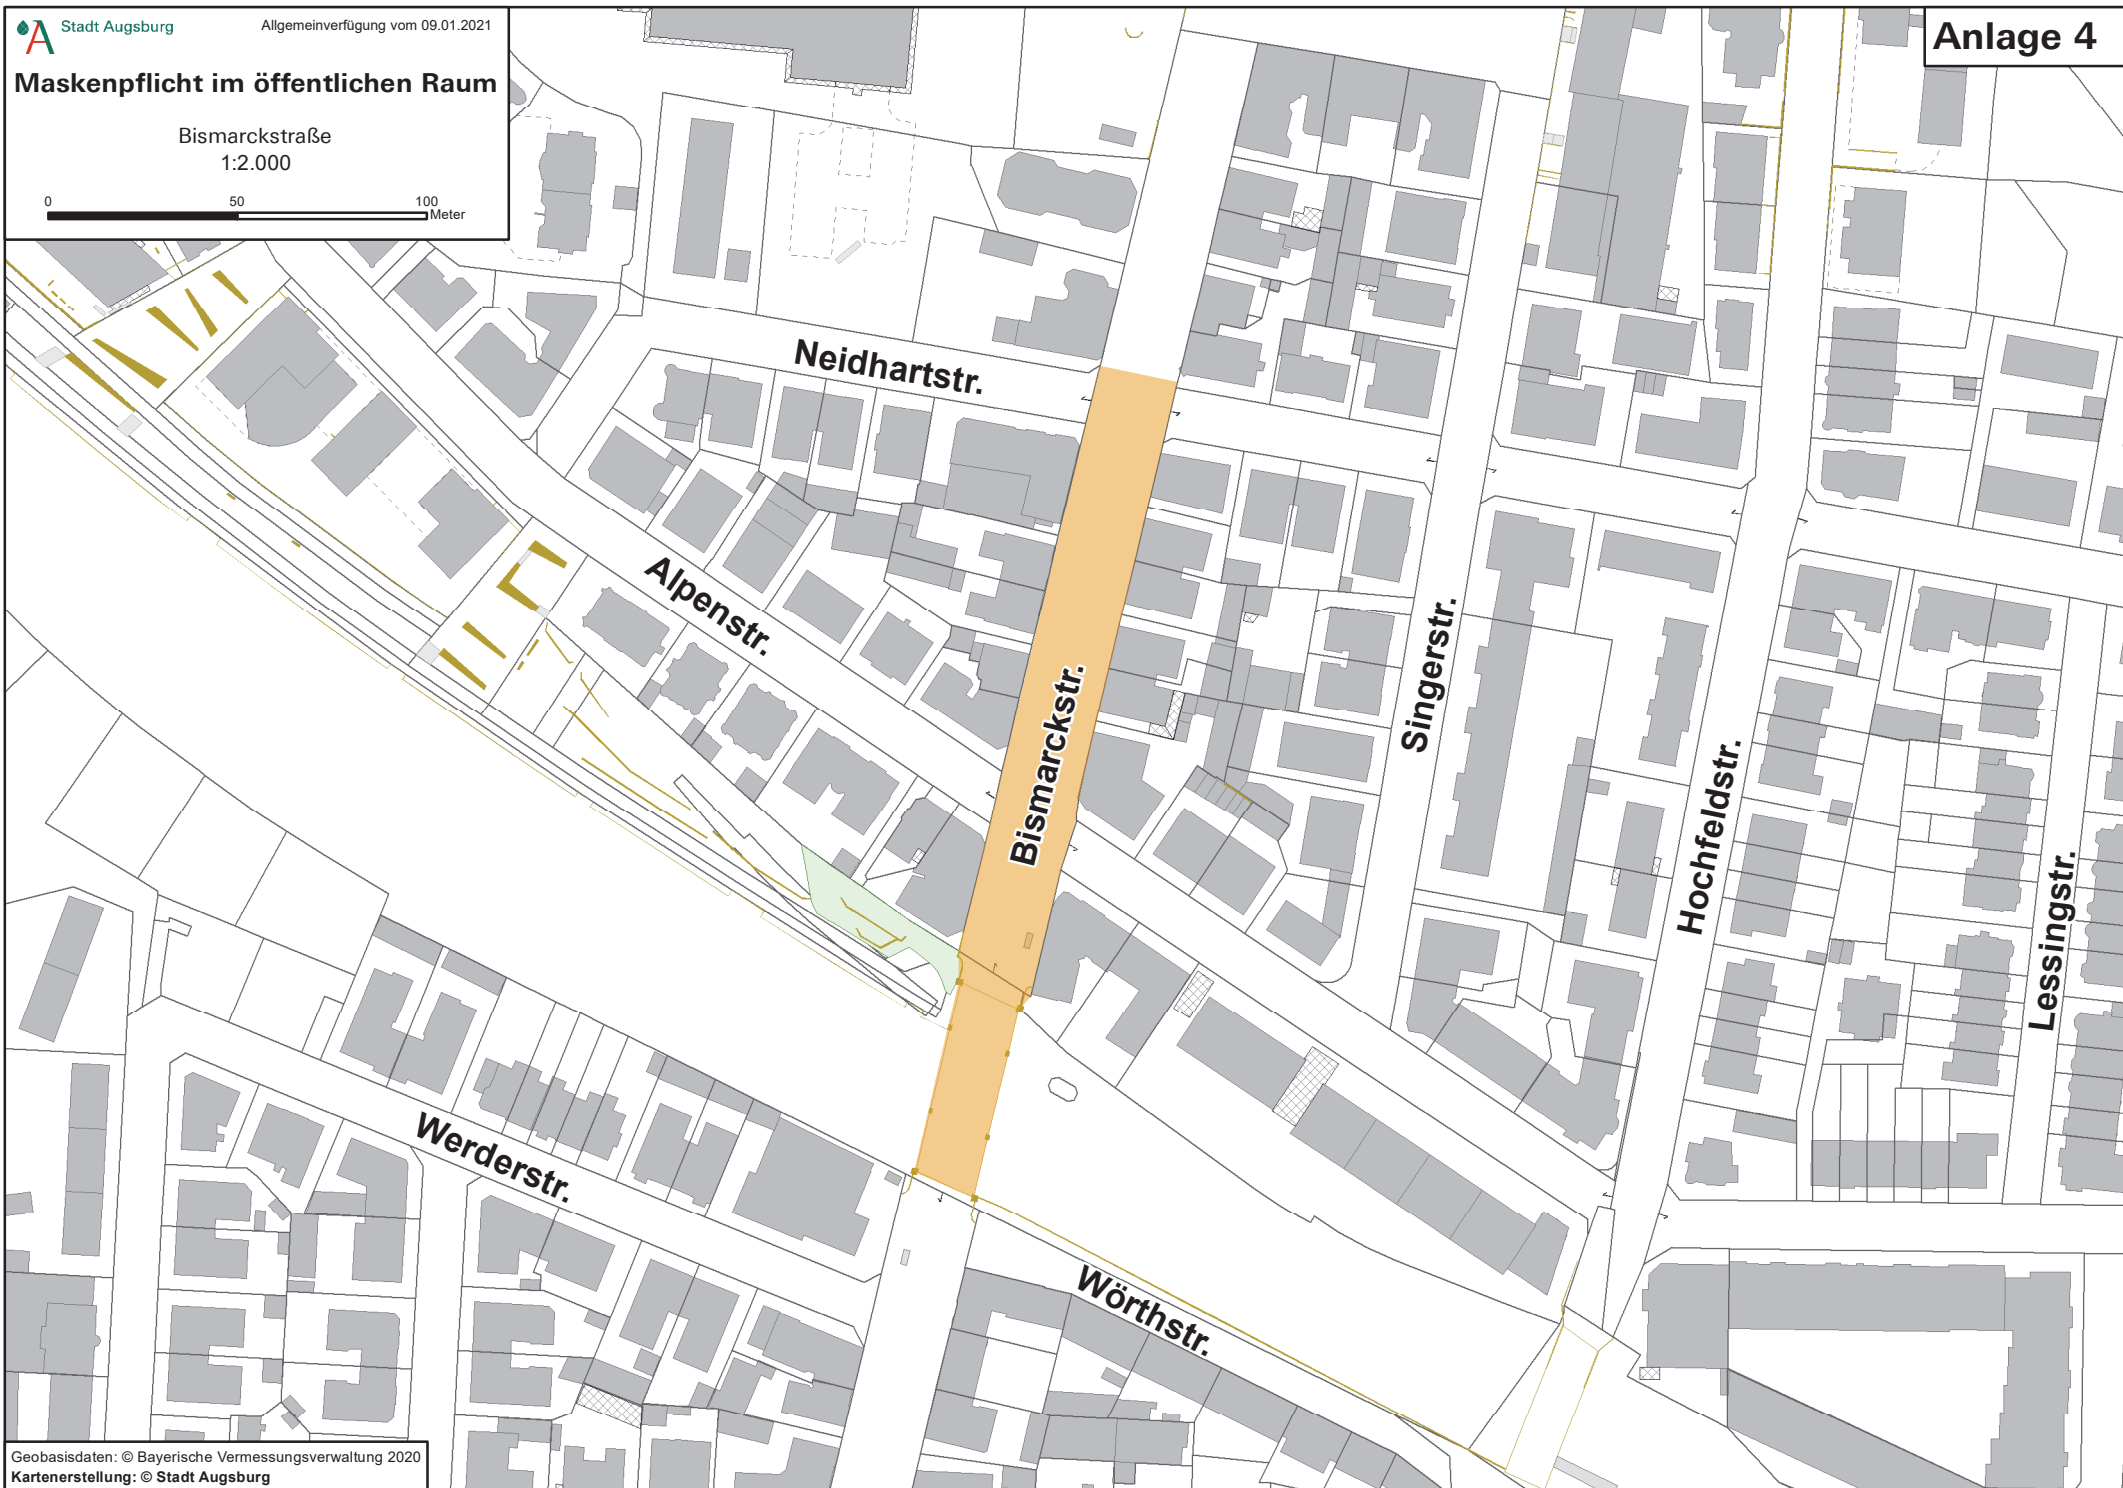 Stadt Augsburg
Allgemeinverfügung vom 09.01.2021
Maskenpflicht im öffentlichen Raum
Bismarckstraße
1:2.000
0 50 100
Meter
Anlage 4
Neidhartstr.
Alpenstr.
Bismarckstr.
Singerstr.
Hochfeldstr.
Lessingstr.
Werderstr.
Wörthstr.
Geobasisdaten: © Bayerische Vermessungsverwaltung 2020
Kartenerstellung: © Stadt Augsburg